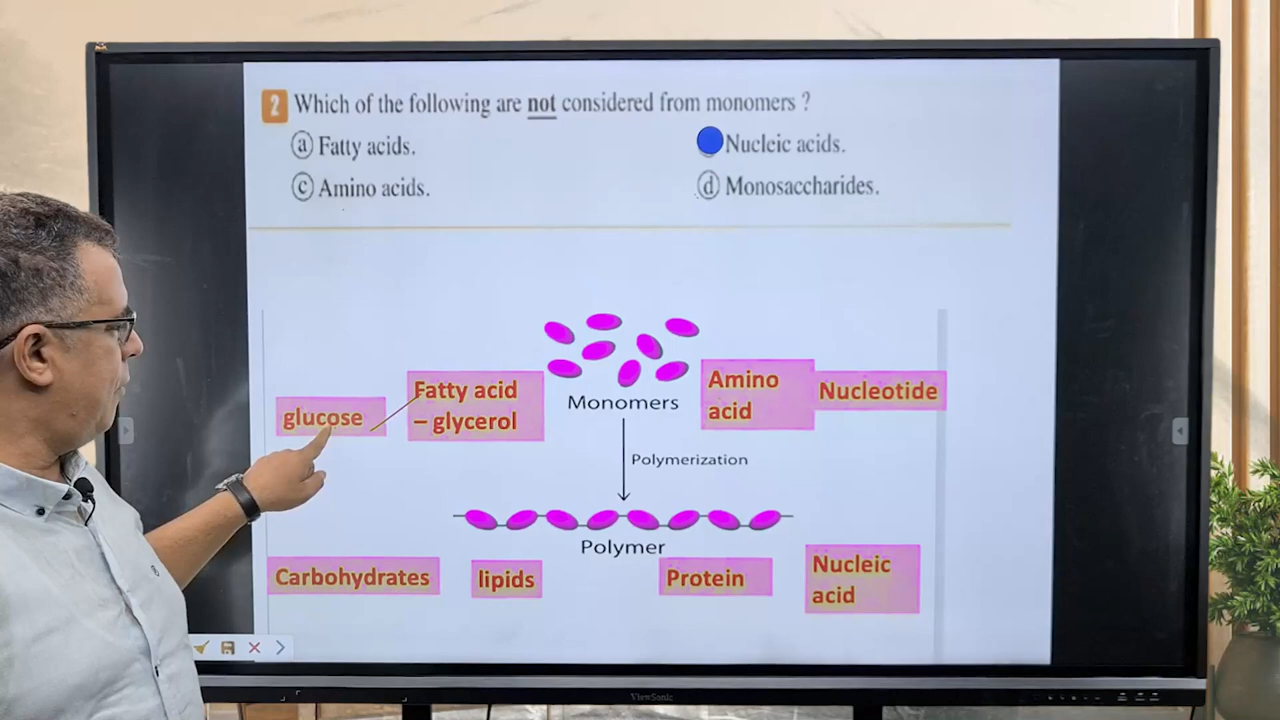 2 Which of the following are not considered from monomers ?
a Fatty acids.
Nucleic acids.
c Amino acids.
d Monosaccharides.
glucose
Fatty acid
– glycerol
Monomers
Amino
acid
Nucleotide
Polymerization
Polymer
Carbohydrates
lipids
Protein
Nucleic
acid
ViewSonic